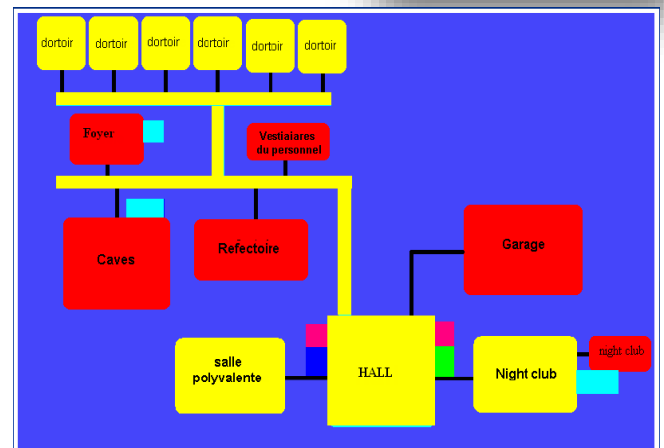 dortoir dortoir dortoir dortoir dortoir dortoir
Foyer
Vestialares
du personnel
Caves
Refectoire
Garage
salle
polyvalente
HALL
Night club
night club